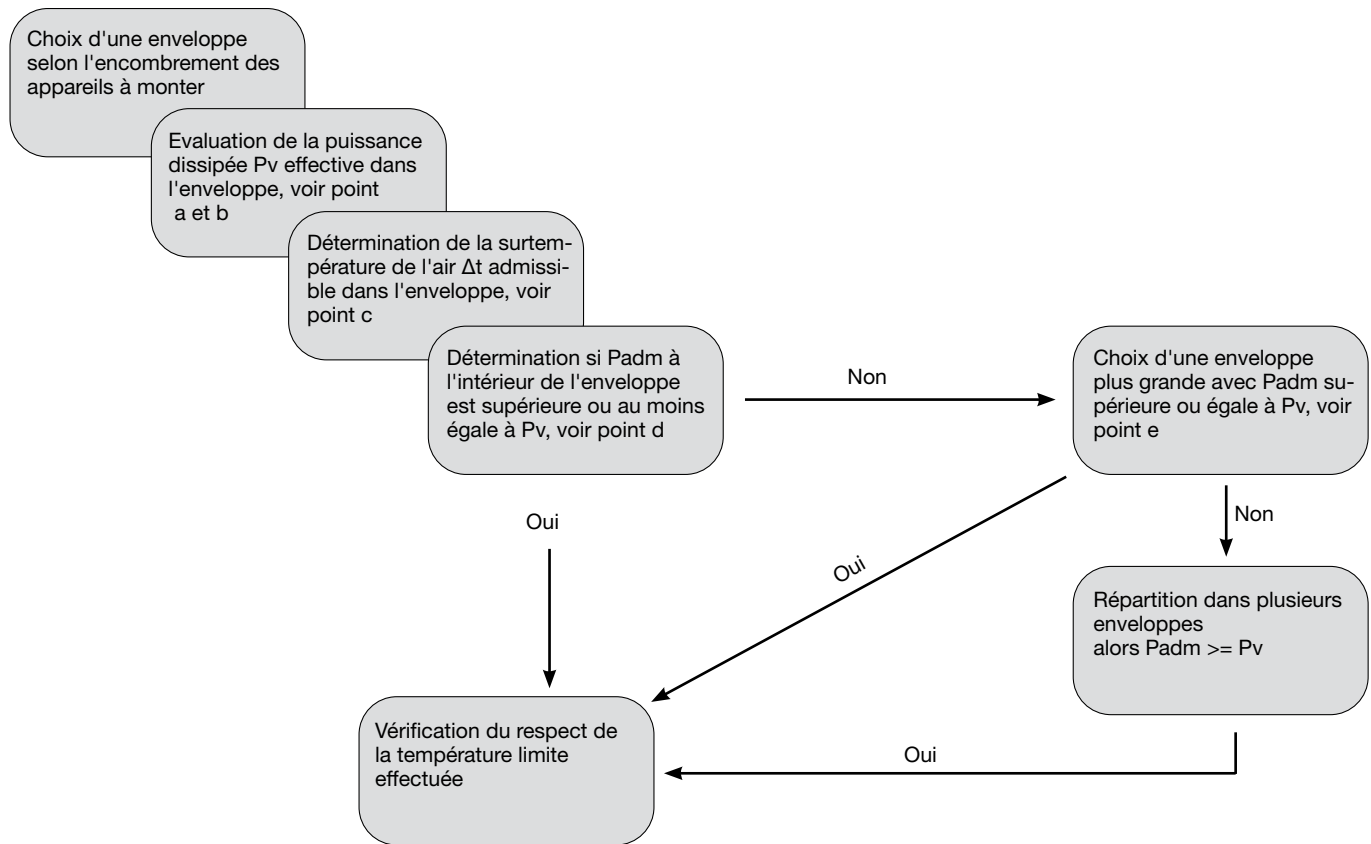 Choix d'une enveloppe
selon l'encombrement des
appareils à monter
Evaluation de la puissance
dissipée Pv effective dans
l'enveloppe, voir point
a et b
Détermination de la surtem-
pérature de l'air Δt admissi-
ble dans l'enveloppe, voir
point c
Détermination si Padm à
l'intérieur de l'enveloppe
est supérieure ou au moins
égale à Pv, voir point d
Non
Choix d'une enveloppe
plus grande avec Padm su-
périeure ou égale à Pv, voir
point e
Oui
Oui
Non
Répartition dans plusieurs
enveloppes
alors Padm >= Pv
Vérification du respect de
la température limite
effectuée
Oui